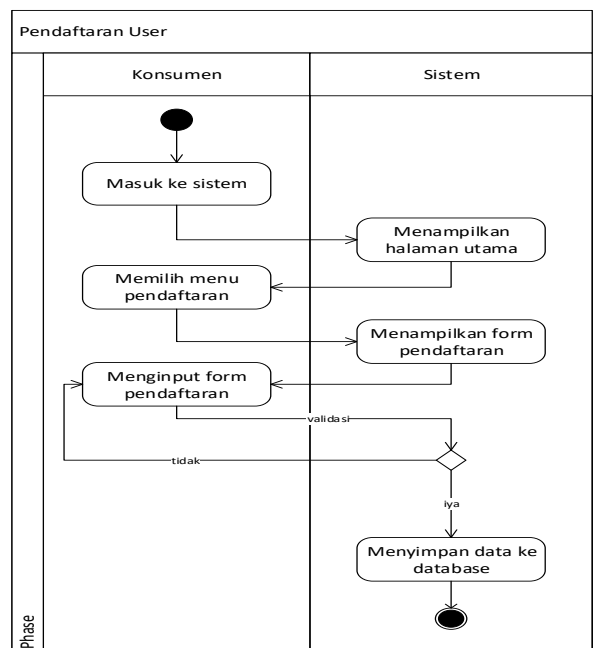 Pendaftaran User
Konsumen
Sistem
Masuk ke sistem
Menampilkan
halaman utama
Memilih menu
pendaftaran
Menampilkan form
pendaftaran
Menginput form
pendaftaran
validasi
tidak
iya
Menyimpan data ke
database
Phase